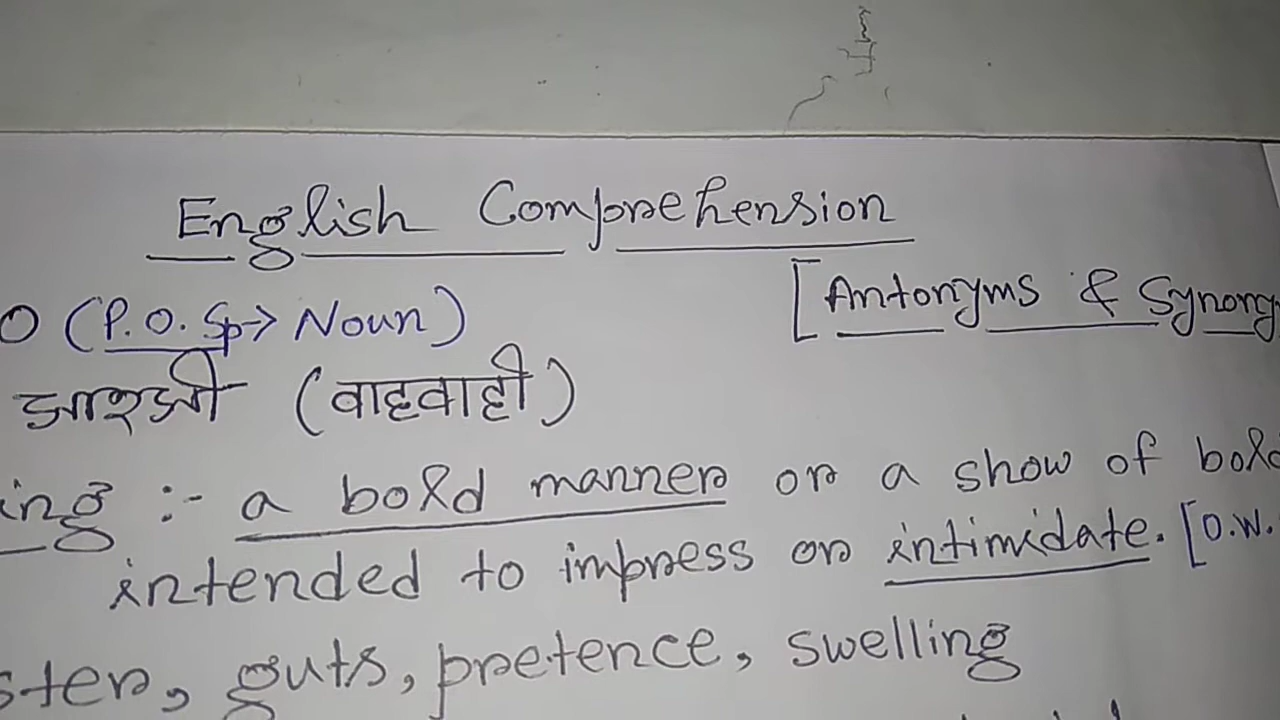 English Comprehension
[Antonyms & Synony
O (P.O.Sp→ Noun)
(वाहवाही)
ing :- a bold manner or a show of bold
intended to impress or intimidate. [O.W.
ster, guts, pretence, swelling